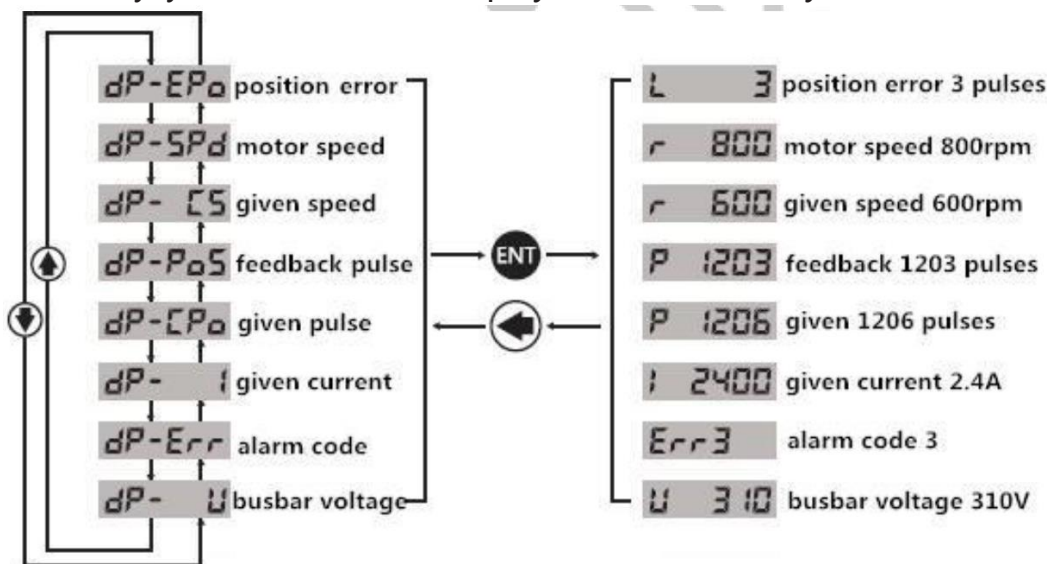 dP-EPo position error
dP-SPd motor speed
dP- CS given speed
dP-PoS feedback pulse
dP-CPo given pulse
dP- I given current
dP-Err alarm code
dP- U busbar voltage
ENT
L 3 position error 3 pulses
r 800 motor speed 800rpm
r 600 given speed 600rpm
P 1203 feedback 1203 pulses
P 1206 given 1206 pulses
I 2400 given current 2.4A
Err3 alarm code 3
U 310 busbar voltage 310V